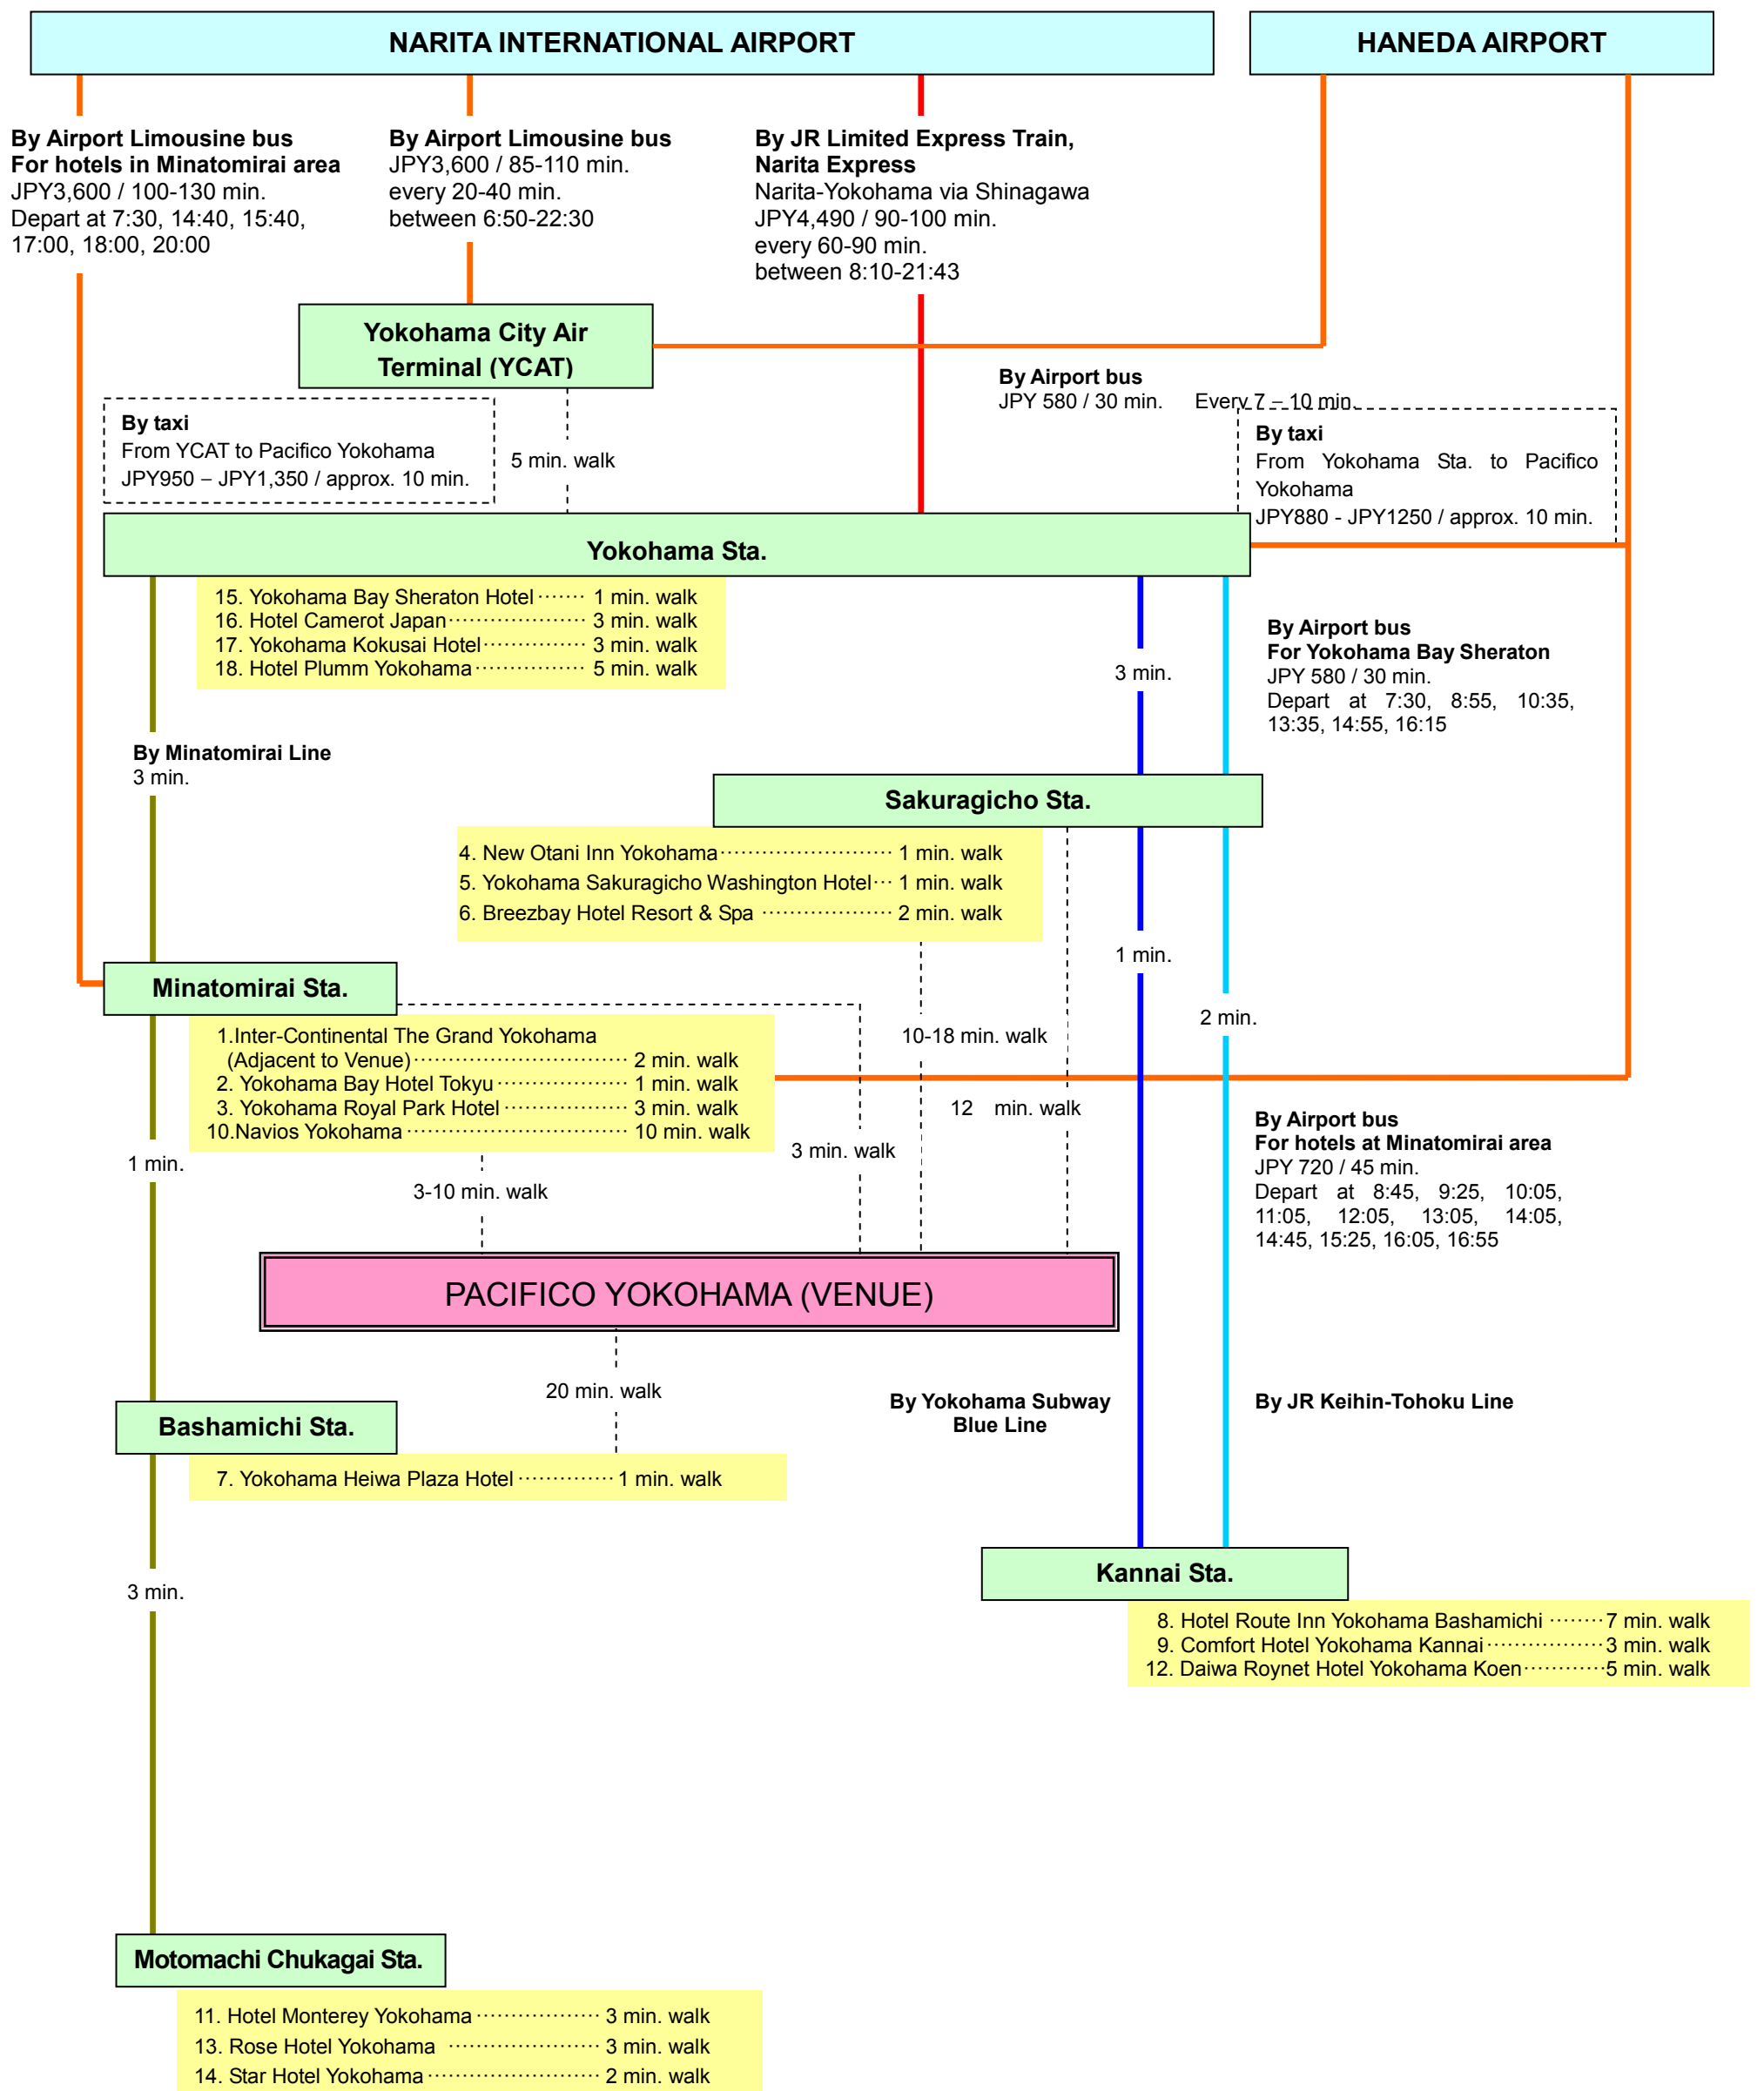 NARITA INTERNATIONAL AIRPORT
HANEDA AIRPORT
By Airport Limousine bus
For hotels in Minatomirai area
JPY3,600 / 100-130 min.
Depart at 7:30, 14:40, 15:40,
17:00, 18:00, 20:00
By Airport Limousine bus
JPY3,600 / 85-110 min.
every 20-40 min.
between 6:50-22:30
By JR Limited Express Train,
Narita Express
Narita-Yokohama via Shinagawa
JPY4,490 / 90-100 min.
every 60-90 min.
between 8:10-21:43
Yokohama City Air
Terminal (YCAT)
By Airport bus
JPY 580 / 30 min. Every 7 – 10 min.
By taxi
From YCAT to Pacifico Yokohama
JPY950 – JPY1,350 / approx. 10 min.
5 min. walk
By taxi
From Yokohama Sta. to Pacifico
Yokohama
JPY880 - JPY1250 / approx. 10 min.
Yokohama Sta.
15. Yokohama Bay Sheraton Hotel ······· 1 min. walk
16. Hotel Camerot Japan ···················· 3 min. walk
17. Yokohama Kokusai Hotel ··············· 3 min. walk
18. Hotel Plumm Yokohama ················ 5 min. walk
3 min.
By Airport bus
For Yokohama Bay Sheraton
JPY 580 / 30 min.
Depart at 7:30, 8:55, 10:35,
13:35, 14:55, 16:15
By Minatomirai Line
3 min.
Sakuragicho Sta.
4. New Otani Inn Yokohama ························· 1 min. walk
5. Yokohama Sakuragicho Washington Hotel ··· 1 min. walk
6. Breezbay Hotel Resort & Spa ··················· 2 min. walk
1 min.
Minatomirai Sta.
2 min.
10-18 min. walk
1.Inter-Continental The Grand Yokohama
(Adjacent to Venue) ······························· 2 min. walk
2. Yokohama Bay Hotel Tokyu ··················· 1 min. walk
3. Yokohama Royal Park Hotel ·················· 3 min. walk
10.Navios Yokohama ································ 10 min. walk
12 min. walk
3 min. walk
1 min.
3-10 min. walk
By Airport bus
For hotels at Minatomirai area
JPY 720 / 45 min.
Depart at 8:45, 9:25, 10:05,
11:05, 12:05, 13:05, 14:05,
14:45, 15:25, 16:05, 16:55
PACIFICO YOKOHAMA (VENUE)
20 min. walk
By Yokohama Subway
Blue Line
By JR Keihin-Tohoku Line
Bashamichi Sta.
7. Yokohama Heiwa Plaza Hotel ·············· 1 min. walk
Kannai Sta.
3 min.
8. Hotel Route Inn Yokohama Bashamichi ········ 7 min. walk
9. Comfort Hotel Yokohama Kannai ················· 3 min. walk
12. Daiwa Roynet Hotel Yokohama Koen ············ 5 min. walk
Motomachi Chukagai Sta.
11. Hotel Monterey Yokohama ·················· 3 min. walk
13. Rose Hotel Yokohama ······················ 3 min. walk
14. Star Hotel Yokohama ························· 2 min. walk